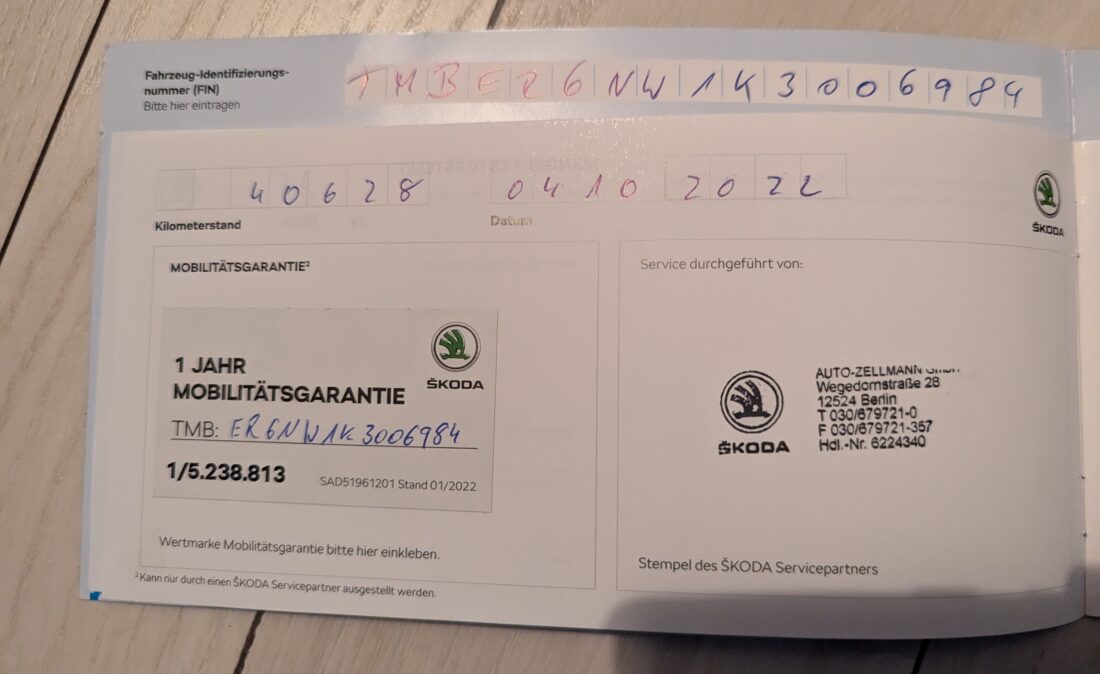 Fahrzeug-Identifizierungs-
nummer (FIN)
Bitte hier eintragen
TMBER6NW1K3006984
40628
04 10 2022
Kilometerstand
Datum
ŠKODA
MOBILITÄTSGARANTIE²
1 JAHR
MOBILITÄTSGARANTIE
ŠKODA
TMB: ER6NW1K3006984
1/5.238.813
SAD51961201 Stand 01/2022
Wertmarke Mobilitätsgarantie bitte hier einkleben.
²Kann nur durch einen ŠKODA Servicepartner ausgestellt werden.
Service durchgeführt von:
ŠKODA
AUTO-ZELLMANN GmbH
Wegedornstraße 28
12524 Berlin
T 030/679721-0
F 030/679721-357
Hdl.-Nr. 6224340
Stempel des ŠKODA Servicepartners